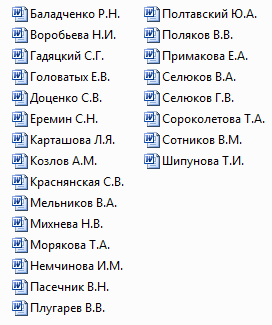 Баладченко Р.Н.
Воробьева Н.И.
Гадяцкий С.Г.
Головатых Е.В.
Доценко С.В.
Еремин С.Н.
Карташова Л.Я.
Козлов А.М.
Краснянская С.В.
Мельников В.А.
Михнева Н.В.
Морякова Т.А.
Немчинова И.М.
Пасечник В.Н.
Плугарев В.В.
Полтавский Ю.А.
Поляков В.В.
Примакова Е.А.
Селюков В.А.
Селюков Г.В.
Сороколетова Т.А.
Сотников В.М.
Шипунова Т.И.